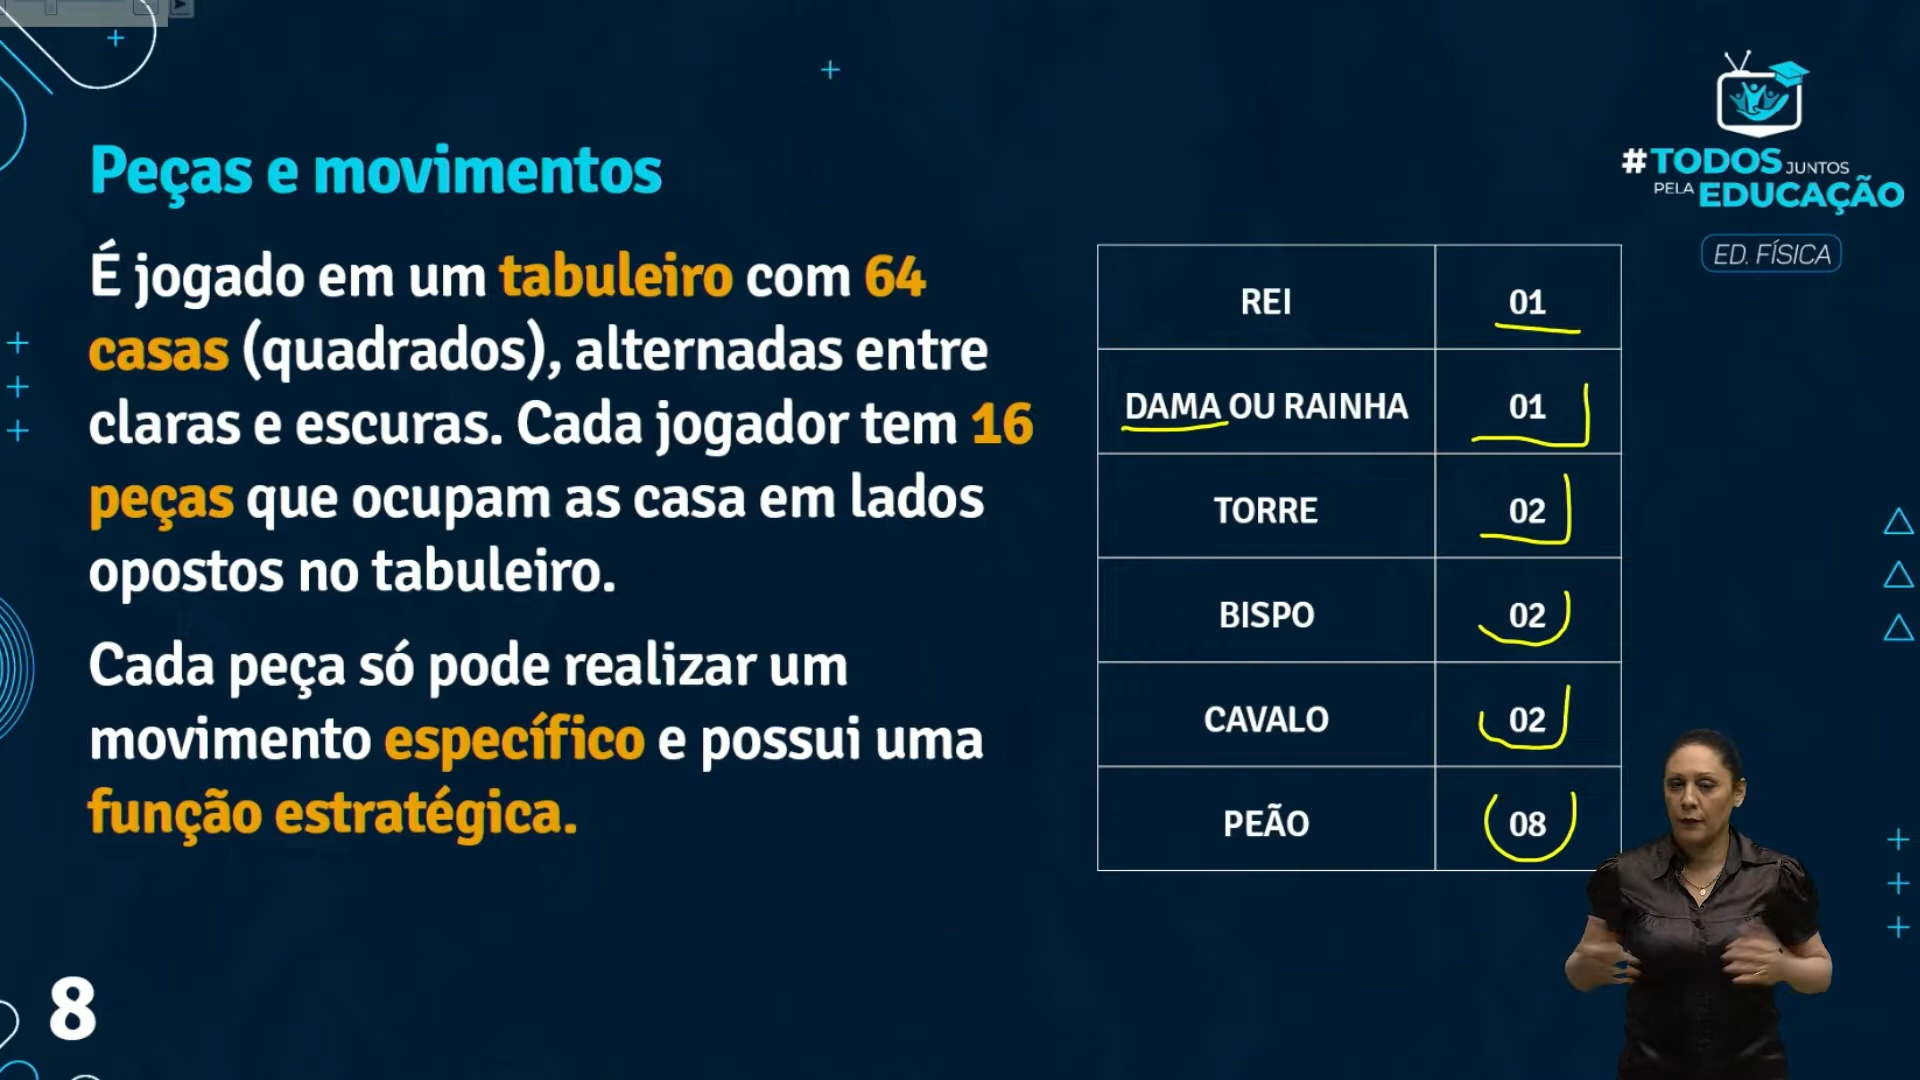 #TODOS JUNTOS
PELA EDUCAÇÃO
ED. FÍSICA
Peças e movimentos
É jogado em um tabuleiro com 64
casas (quadrados), alternadas entre
claras e escuras. Cada jogador tem 16
peças que ocupam as casa em lados
opostos no tabuleiro.
Cada peça só pode realizar um
movimento específico e possui uma
função estratégica.
REI 01
DAMA OU RAINHA 01
TORRE 02
BISPO 02
CAVALO 02
PEÃO 08
8